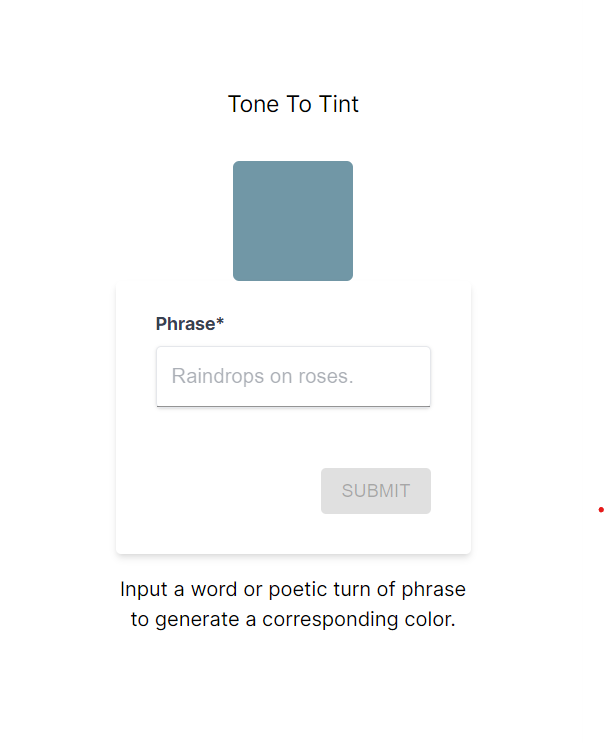 Tone To Tint
Phrase*
Raindrops on roses.
SUBMIT
Input a word or poetic turn of phrase
to generate a corresponding color.